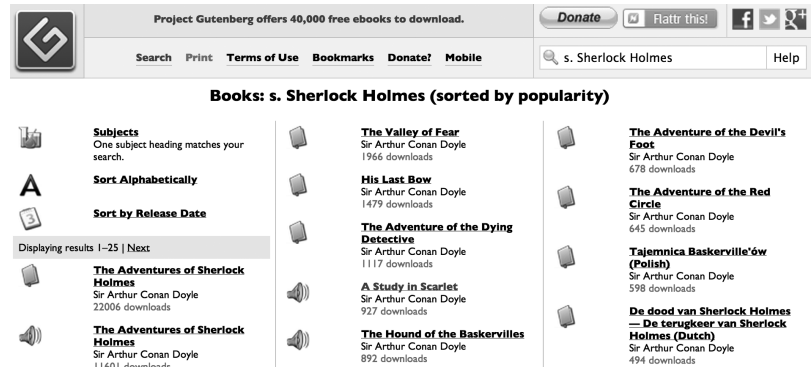 Project Gutenberg offers 40,000 free ebooks to download.
Donate
Flattr this!
Search Print Terms of Use Bookmarks Donate? Mobile
s. Sherlock Holmes
Help
Books: s. Sherlock Holmes (sorted by popularity)
Subjects
One subject heading matches your
search.
Sort Alphabetically
3
Sort by Release Date
Displaying results 1–25 | Next
The Adventures of Sherlock
Holmes
Sir Arthur Conan Doyle
22006 downloads
The Adventures of Sherlock
Holmes
Sir Arthur Conan Doyle
11601 downloads
The Valley of Fear
Sir Arthur Conan Doyle
1966 downloads
His Last Bow
Sir Arthur Conan Doyle
1479 downloads
The Adventure of the Dying
Detective
Sir Arthur Conan Doyle
1117 downloads
A Study in Scarlet
Sir Arthur Conan Doyle
927 downloads
The Hound of the Baskervilles
Sir Arthur Conan Doyle
892 downloads
The Adventure of the Devil's
Foot
Sir Arthur Conan Doyle
678 downloads
The Adventure of the Red
Circle
Sir Arthur Conan Doyle
645 downloads
Tajemnica Baskerville'ów
(Polish)
Sir Arthur Conan Doyle
598 downloads
De dood van Sherlock Holmes
— De terugkeer van Sherlock
Holmes (Dutch)
Sir Arthur Conan Doyle
494 downloads